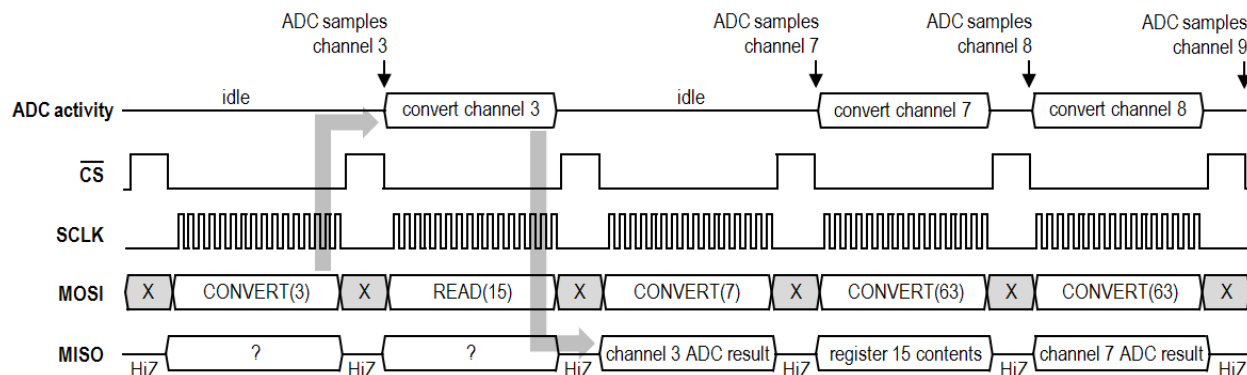 ADC samples
channel 3
ADC samples
channel 7
ADC samples
channel 8
ADC samples
channel 9
ADC activity
idle
convert channel 3
idle
convert channel 7
convert channel 8
CS
SCLK
MOSI
X
CONVERT(3)
X
READ(15)
X
CONVERT(7)
X
CONVERT(63)
X
CONVERT(63)
X
MISO
HiZ
?
HiZ
?
HiZ
channel 3 ADC result
HiZ
register 15 contents
HiZ
channel 7 ADC result
HiZ